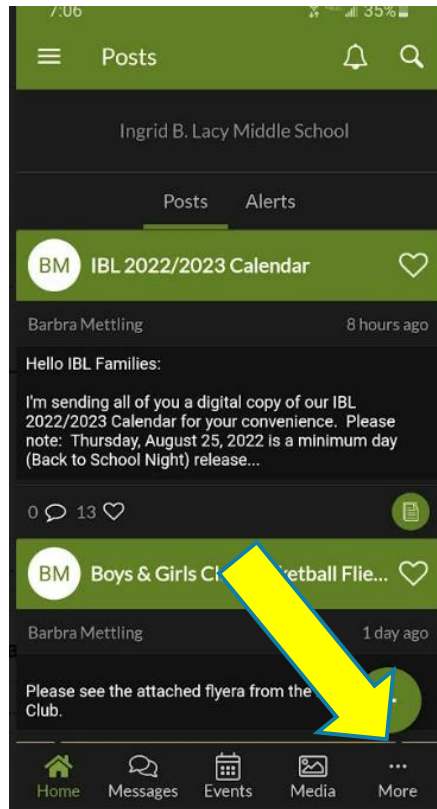 7:06 35%
Posts
Ingrid B. Lacy Middle School
Posts Alerts
BM IBL 2022/2023 Calendar
Barbra Mettling 8 hours ago
Hello IBL Families:
I'm sending all of you a digital copy of our IBL
2022/2023 Calendar for your convenience. Please
note: Thursday, August 25, 2022 is a minimum day
(Back to School Night) release...
0 13
BM Boys & Girls Flie...
Barbra Mettling 1 day ago
Please see the attached flyera from the
Club.
Home Messages Events Media More